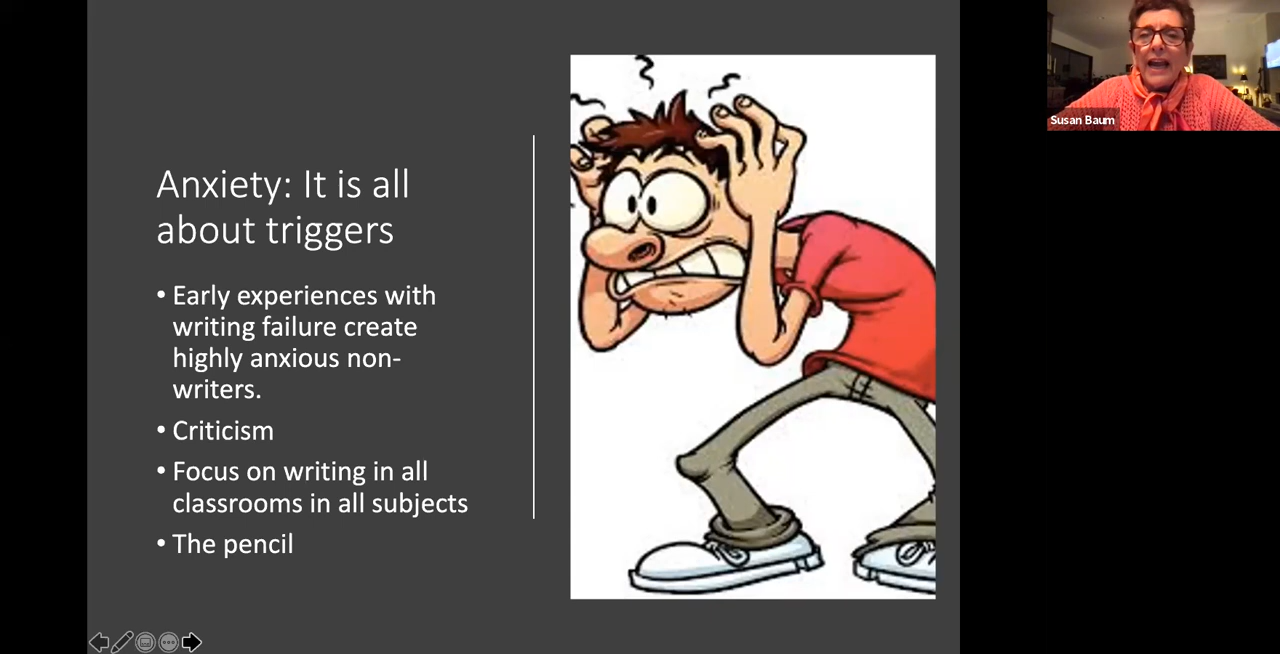 Anxiety: It is all
about triggers
• Early experiences with
writing failure create
highly anxious non-
writers.
• Criticism
• Focus on writing in all
classrooms in all subjects
• The pencil
Susan Baum